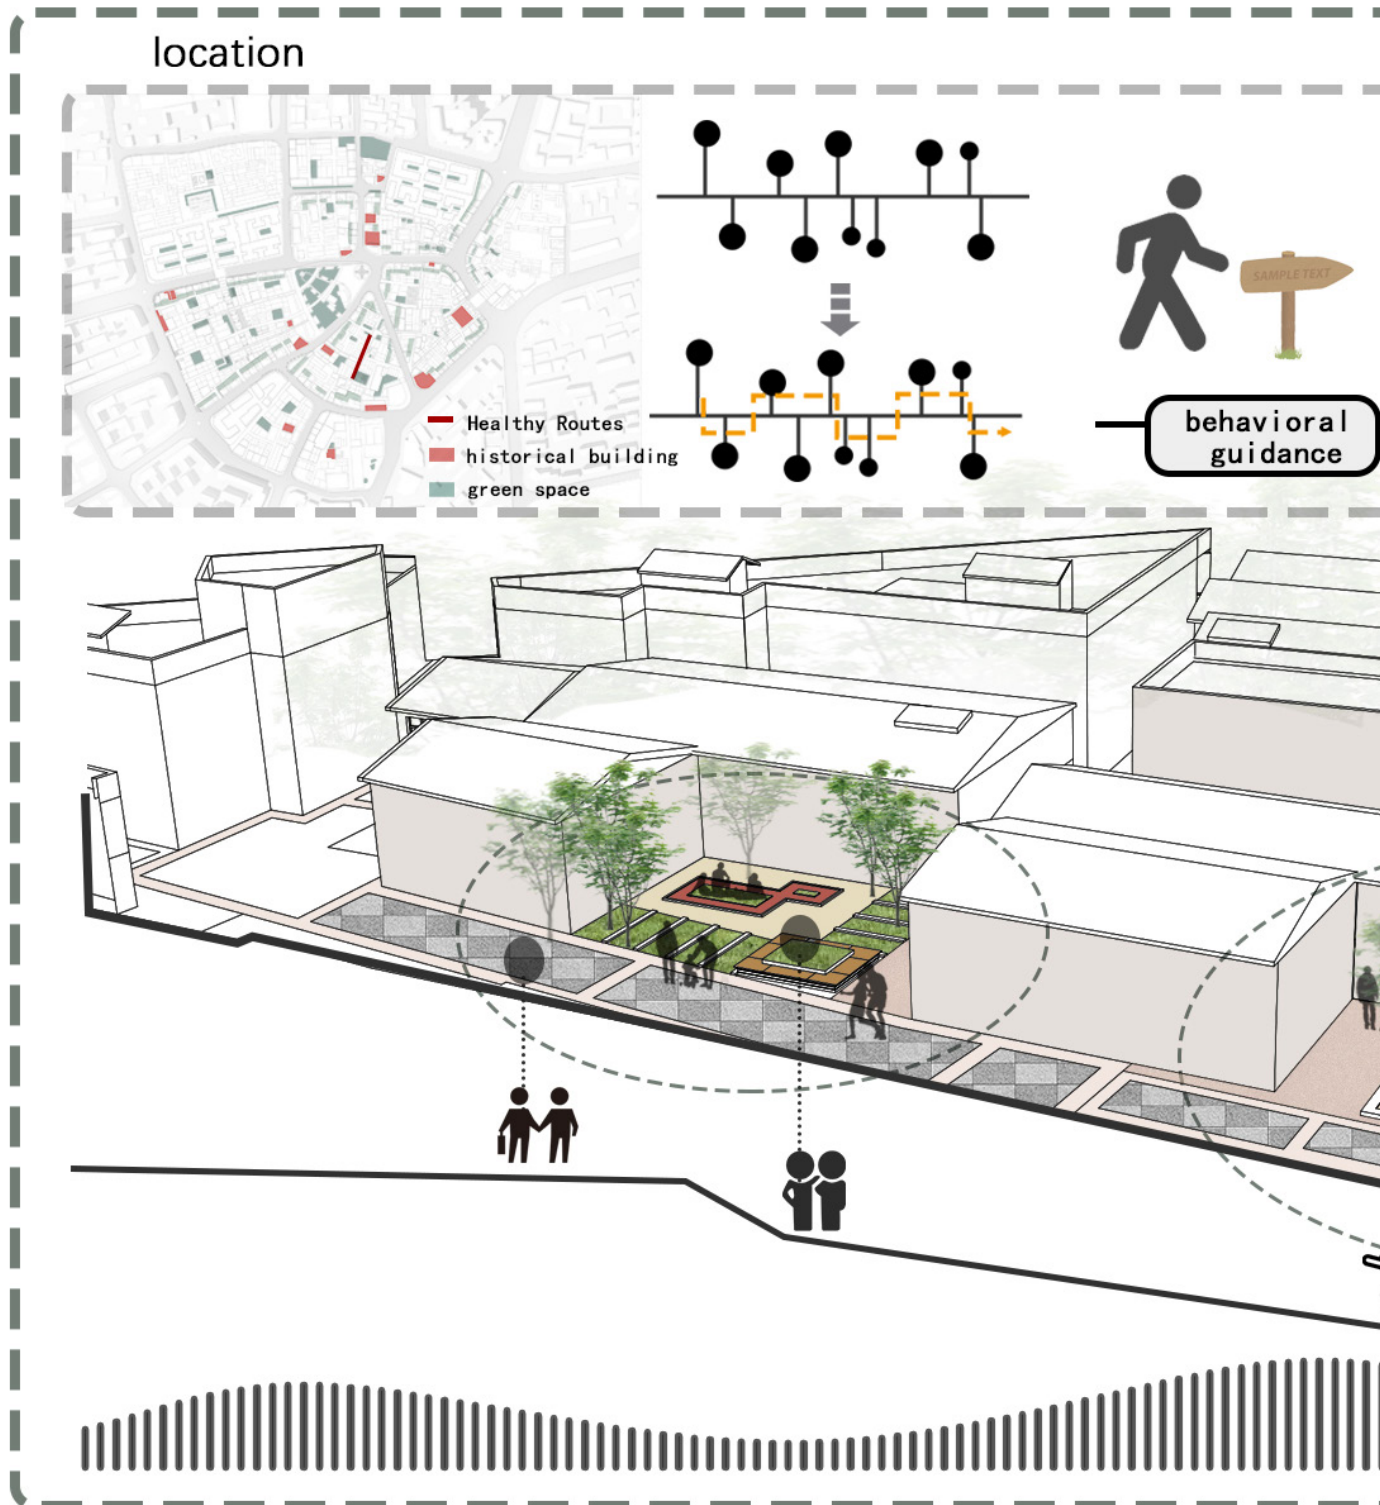 location
SAMPLE TEXT
Healthy Routes
historical building
green space
behavioral
guidance